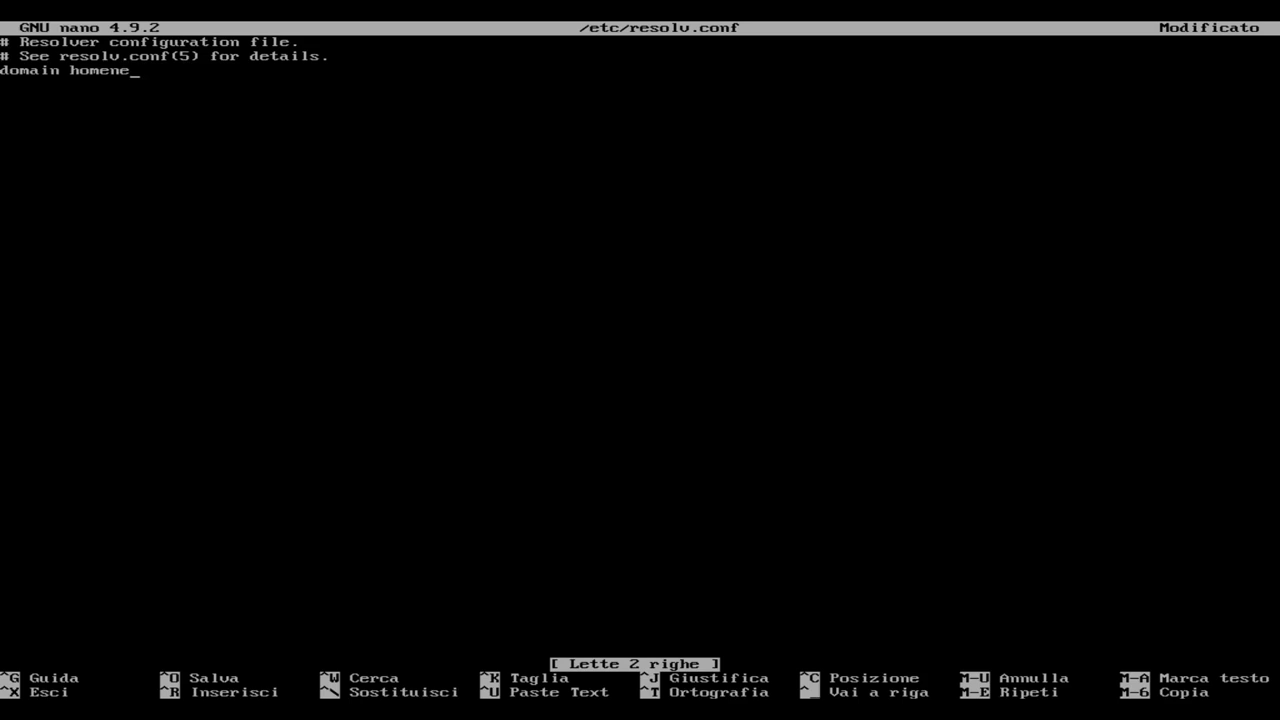 GNU nano 4.9.2 /etc/resolv.conf Modificato
# Resolver configuration file.
# See resolv.conf(5) for details.
domain homene_
[ Lette 2 righe ]
^G Guida ^O Salva ^W Cerca ^K Taglia ^J Giustifica ^C Posizione M-U Annulla M-A Marca testo
^X Esci ^R Inserisci ^\ Sostituisci ^U Paste Text ^T Ortografia ^_ Vai a riga M-E Ripeti M-6 Copia